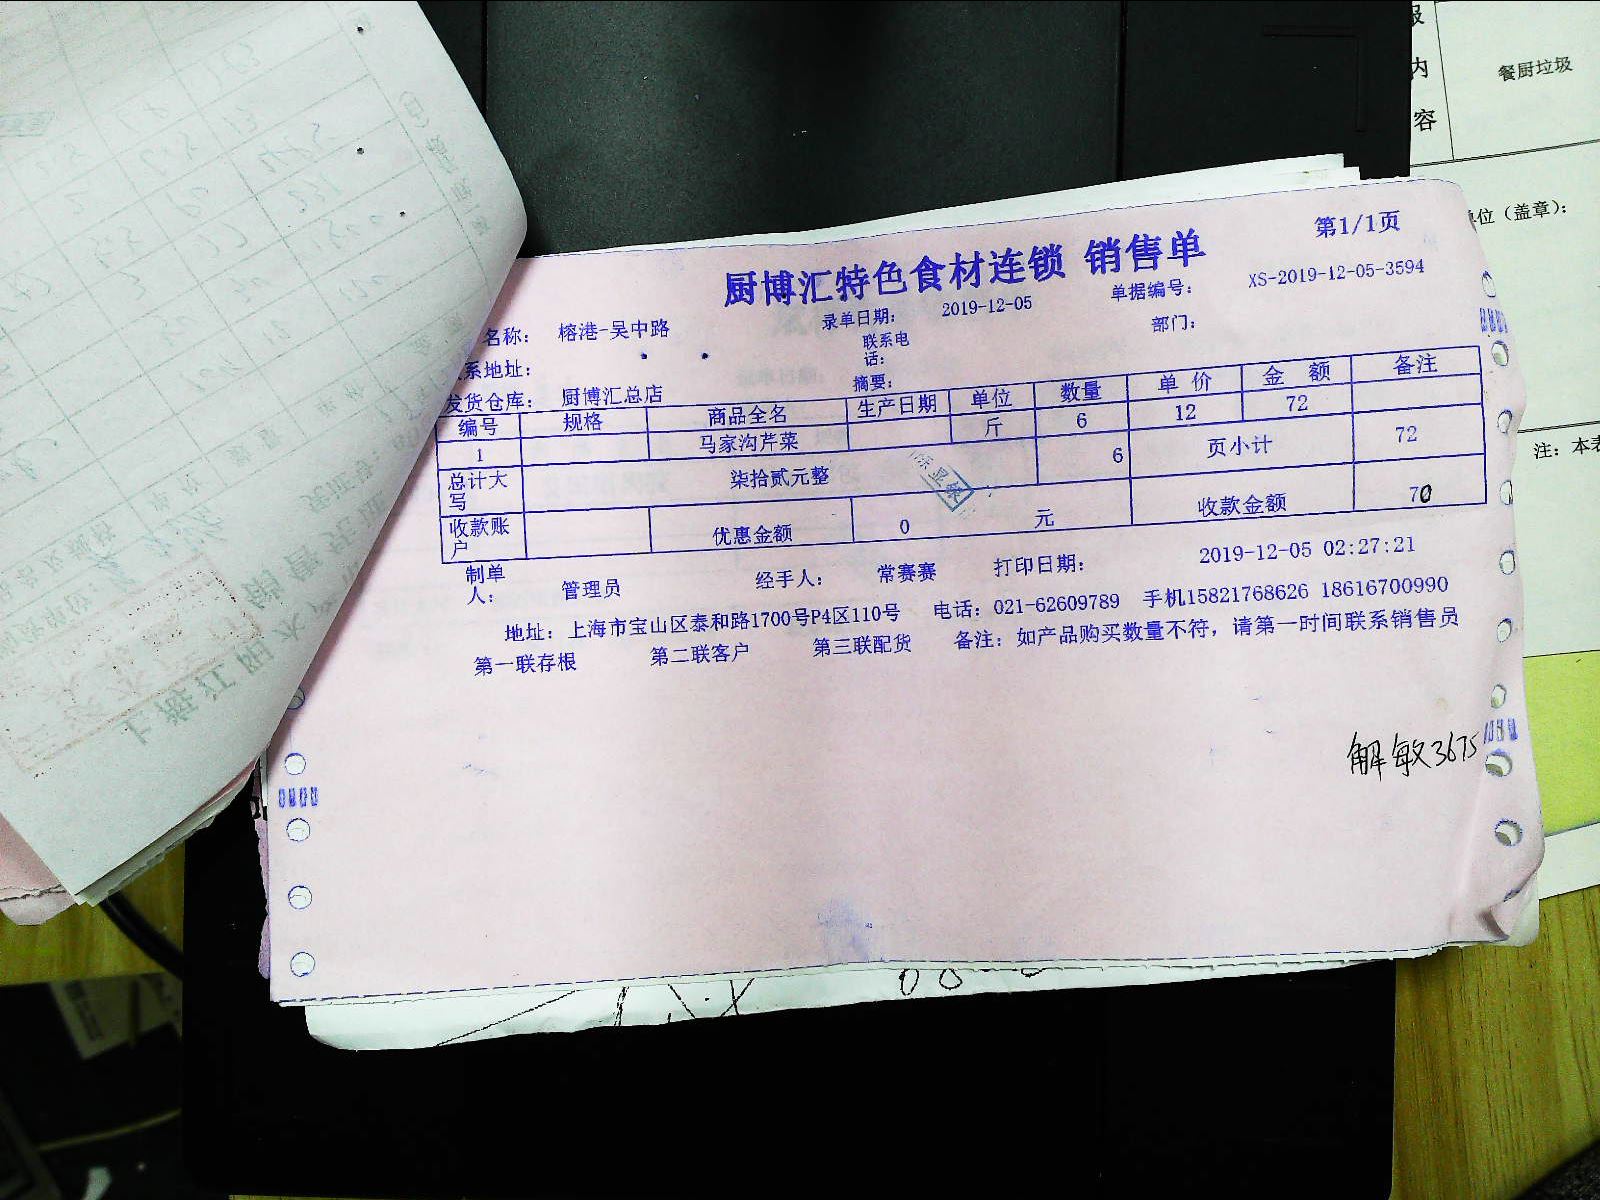 第1/1页
厨博汇特色食材连锁 销售单
名称： 榕港-吴中路 录单日期： 2019-12-05 单据编号： XS-2019-12-05-3594
系地址： 联系电话： 部门：
发货仓库： 厨博汇总店 摘要：
编号 规格 商品全名 生产日期 单位 数量 单 价 金 额 备注
1 马家沟芹菜 斤 6 12 72
总计大写 柒拾贰元整 6 页小计 72
收款账户 优惠金额 0 元 收款金额 70
制单人： 管理员 经手人： 常赛赛 打印日期： 2019-12-05 02:27:21
地址：上海市宝山区泰和路1700号P4区110号 电话：021-62609789 手机15821768626 18616700990
第一联存根 第二联客户 第三联配货 备注：如产品购买数量不符，请第一时间联系销售员
解敏3675
内
容
餐厨垃圾
单位（盖章）：
注：本表